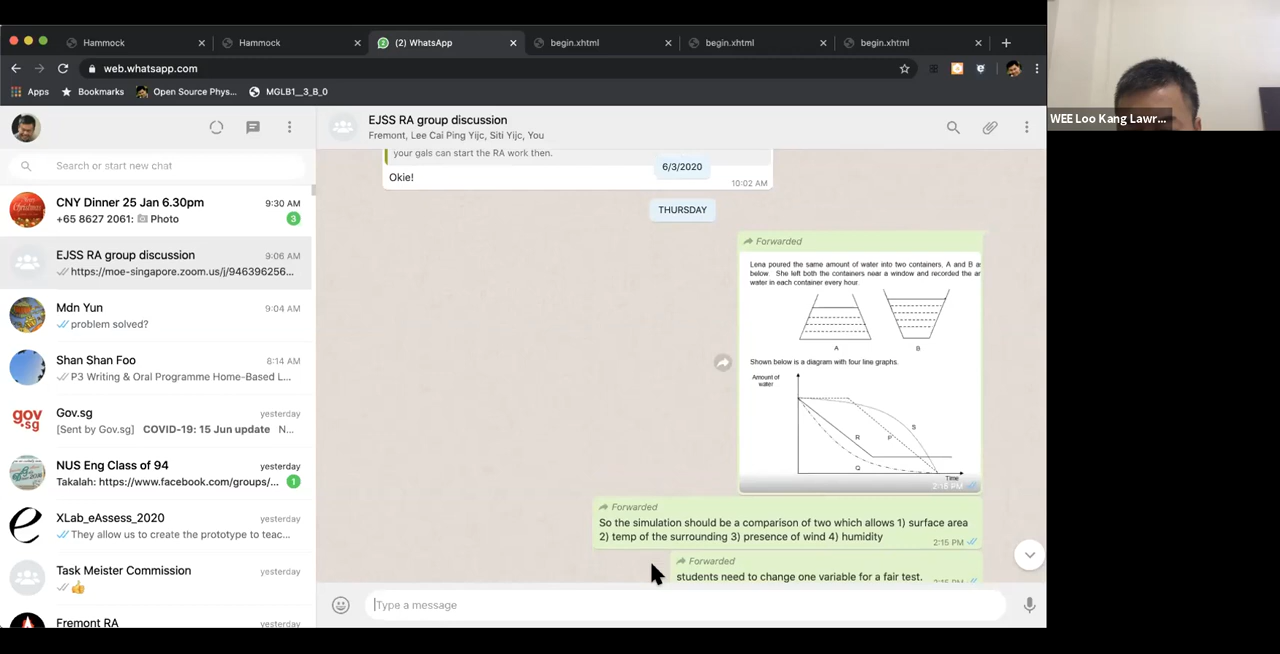 Hammock
Hammock
(2) WhatsApp
begin.xhtml
begin.xhtml
begin.xhtml
web.whatsapp.com
Apps
Bookmarks
Open Source Phys...
MGLB1__3_B_0
WEE Loo Kang Lawr...
Search or start new chat
CNY Dinner 25 Jan 6.30pm
9:30 AM
+65 8627 2061: Photo
3
EJSS RA group discussion
9:06 AM
https://moe-singapore.zoom.us/j/946396256...
Mdn Yun
9:04 AM
problem solved?
Shan Shan Foo
8:14 AM
P3 Writing & Oral Programme Home-Based L...
gov
sg
Gov.sg
yesterday
[Sent by Gov.sg] COVID-19: 15 Jun update N...
NUS Eng Class of 94
yesterday
Takalah: https://www.facebook.com/groups/...
1
XLab_eAssess_2020
yesterday
They allow us to create the prototype to teac...
Task Meister Commission
yesterday
Fremont RA
yesterday
EJSS RA group discussion
Fremont, Lee Cai Ping Yijc, Siti Yijc, You
your gals can start the RA work then.
6/3/2020
Okie!
10:02 AM
THURSDAY
Forwarded
Lena poured the same amount of water into two containers, A and B a
below. She left both the containers near a window and recorded the ar
water in each container every hour.
A
B
Shown below is a diagram with four line graphs.
Amount of
water
S
R
P
Q
Time
2:15 PM
Forwarded
So the simulation should be a comparison of two which allows 1) surface area
2) temp of the surrounding 3) presence of wind 4) humidity
2:15 PM
Forwarded
students need to change one variable for a fair test.
2:15 PM
Type a message